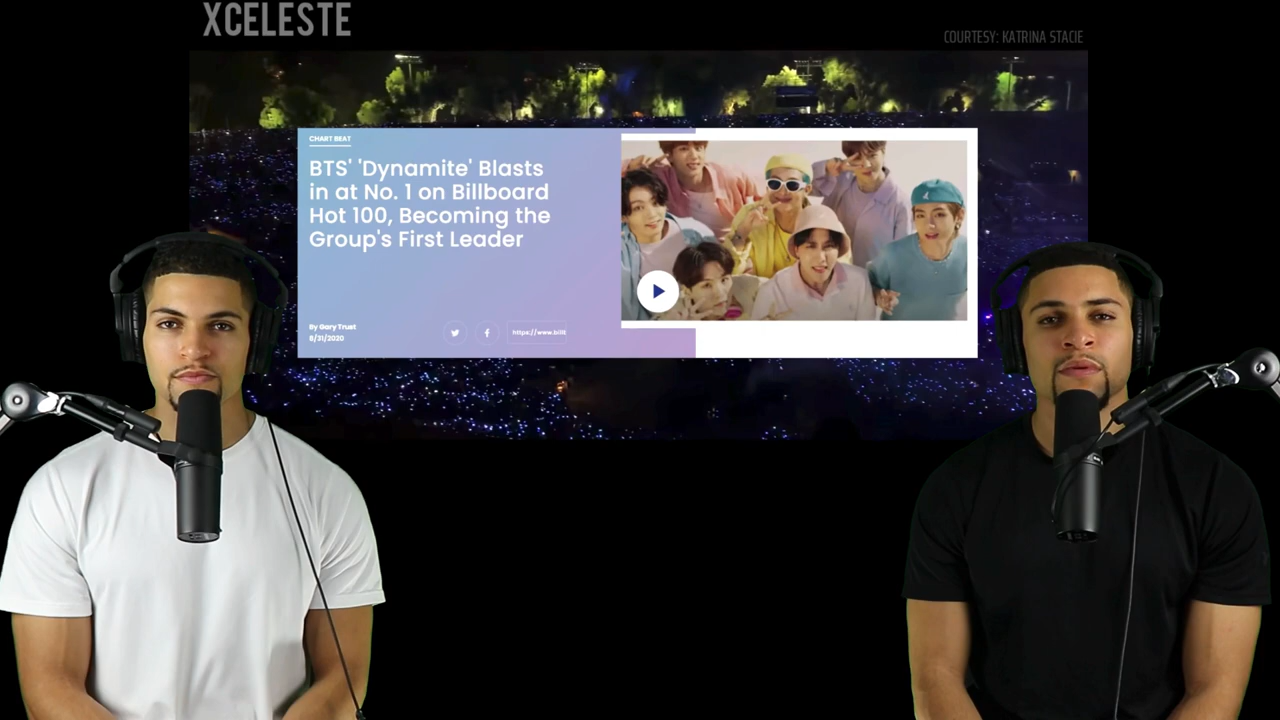 XCELESTE
COURTESY: KATRINA STACIE
CHART BEAT
BTS' 'Dynamite' Blasts
in at No. 1 on Billboard
Hot 100, Becoming the
Group's First Leader
By Gary Trust
8/31/2020
https://www.billb